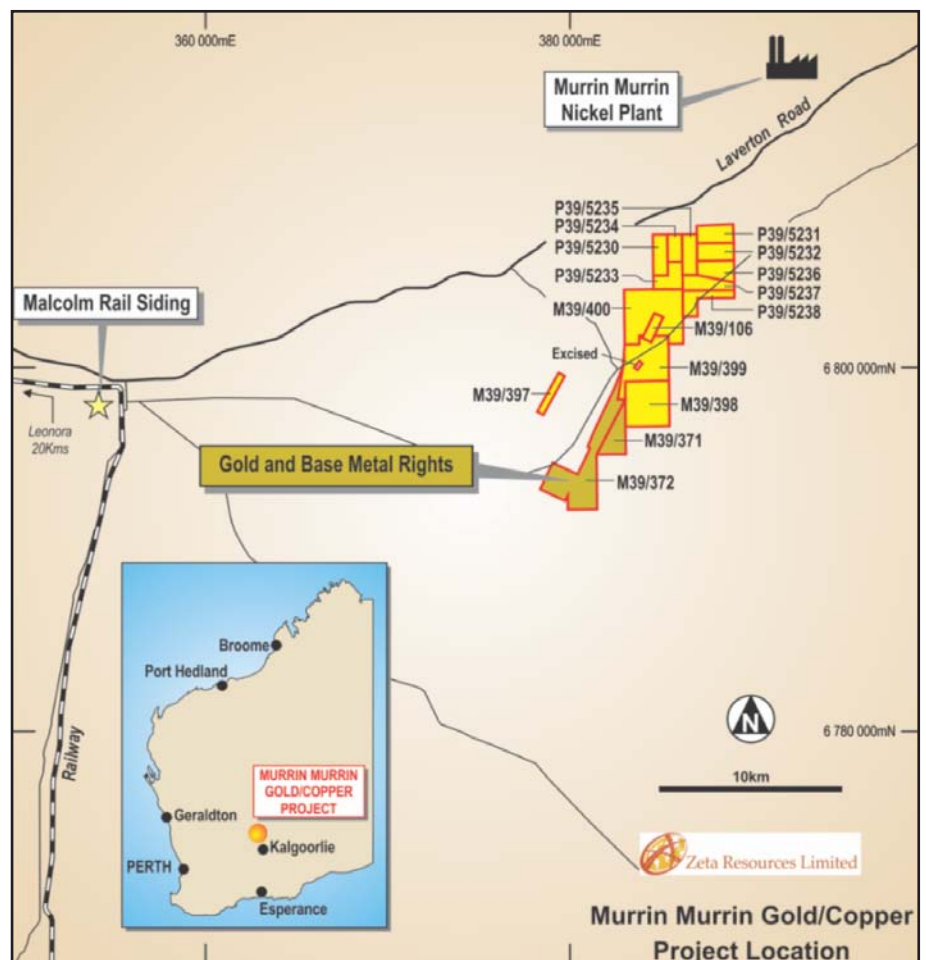 360 000mE
380 000mE
Murrin Murrin
Nickel Plant
Laverton Road
P39/5235
P39/5234
P39/5230
P39/5233
P39/5231
P39/5232
P39/5236
P39/5237
P39/5238
M39/400
M39/106
Excised
M39/399
6 800 000mN
Malcolm Rail Siding
Leonora
20Kms
M39/397
M39/398
M39/371
Gold and Base Metal Rights
M39/372
Railway
Broome
Port Hedland
MURRIN MURRIN
GOLD/COPPER
PROJECT
Geraldton
Kalgoorlie
PERTH
Esperance
N
6 780 000mN
10km
Zeta Resources Limited
Murrin Murrin Gold/Copper
Project Location